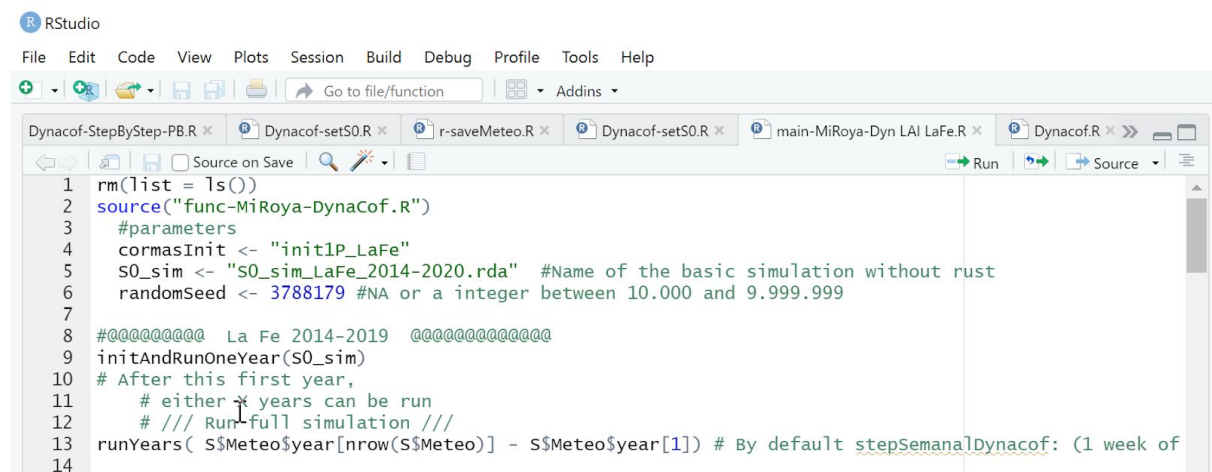 RStudio
File Edit Code View Plots Session Build Debug Profile Tools Help
Go to file/function Addins
Dynacof-StepByStep-PB.R Dynacof-setS0.R r-saveMeteo.R Dynacof-setS0.R main-MiRoya-Dyn LAI LaFe.R Dynacof.R
Source on Save Run Source
1 rm(list = ls())
2 source("func-MiRoya-DynaCof.R")
3 #parameters
4 cormasInit <- "init1P_LaFe"
5 S0_sim <- "S0_sim_LaFe_2014-2020.rda" #Name of the basic simulation without rust
6 randomSeed <- 3788179 #NA or a integer between 10.000 and 9.999.999
7
8 #@@@@@@@@@ La Fe 2014-2019 @@@@@@@@@@@@@
9 initAndRunOneYear(S0_sim)
10 # After this first year,
11 # either x years can be run
12 # /// Run full simulation ///
13 runYears( S$Meteo$year[nrow(S$Meteo)] - S$Meteo$year[1]) # By default stepSemanalDynacof: (1 week of
14